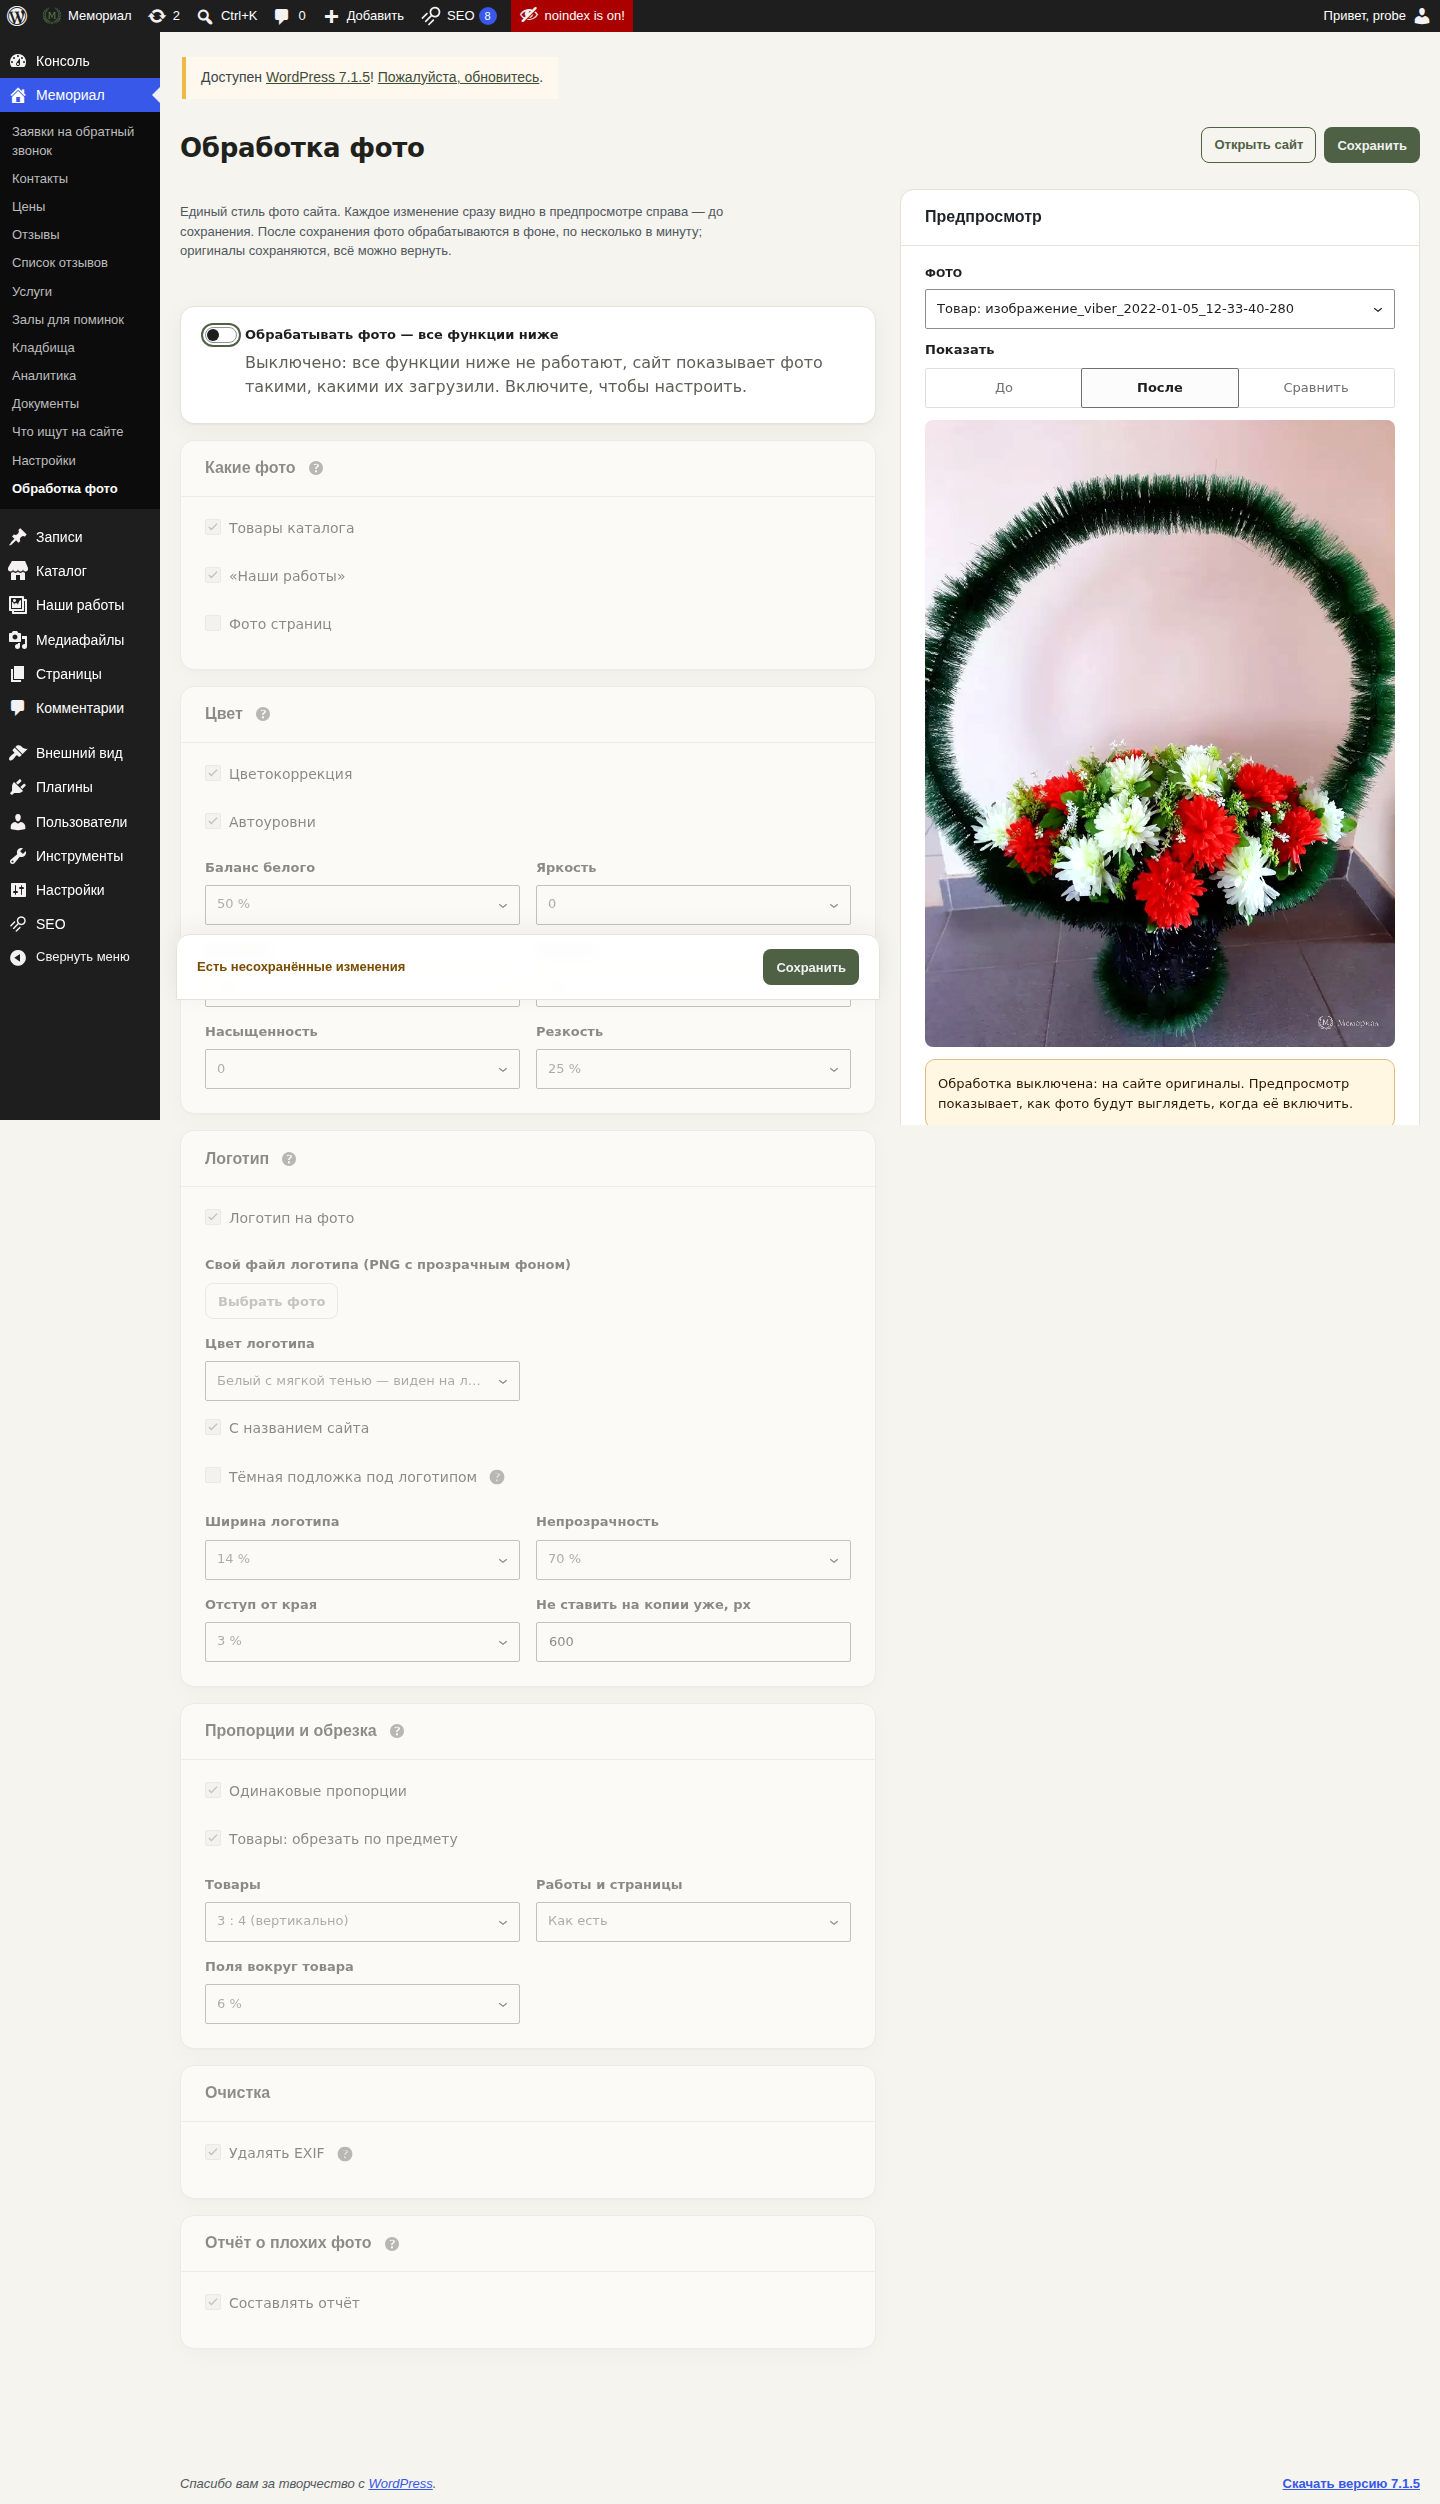 Мемориал
2
Ctrl+K
0
Добавить
SEO 8
noindex is on!
Привет, probe
Консоль
Мемориал
Заявки на обратный
звонок
Контакты
Цены
Отзывы
Список отзывов
Услуги
Залы для поминок
Кладбища
Аналитика
Документы
Что ищут на сайте
Настройки
Обработка фото
Записи
Каталог
Наши работы
Медиафайлы
Страницы
Комментарии
Внешний вид
Плагины
Пользователи
Инструменты
Настройки
SEO
Свернуть меню
Доступен WordPress 7.1.5! Пожалуйста, обновитесь.
Обработка фото
Открыть сайт
Сохранить
Единый стиль фото сайта. Каждое изменение сразу видно в предпросмотре справа — до
сохранения. После сохранения фото обрабатываются в фоне, по несколько в минуту;
оригиналы сохраняются, всё можно вернуть.
Обрабатывать фото — все функции ниже
Выключено: все функции ниже не работают, сайт показывает фото
такими, какими их загрузили. Включите, чтобы настроить.
Какие фото ?
Товары каталога
«Наши работы»
Фото страниц
Цвет ?
Цветокоррекция
Автоуровни
Баланс белого
Яркость
50 %
0
Есть несохранённые изменения
Сохранить
Насыщенность
Резкость
0
25 %
Логотип ?
Логотип на фото
Свой файл логотипа (PNG с прозрачным фоном)
Выбрать фото
Цвет логотипа
Белый с мягкой тенью — виден на л...
С названием сайта
Тёмная подложка под логотипом ?
Ширина логотипа
Непрозрачность
14 %
70 %
Отступ от края
Не ставить на копии уже, px
3 %
600
Пропорции и обрезка ?
Одинаковые пропорции
Товары: обрезать по предмету
Товары
Работы и страницы
3 : 4 (вертикально)
Как есть
Поля вокруг товара
6 %
Очистка
Удалять EXIF ?
Отчёт о плохих фото ?
Составлять отчёт
Предпросмотр
ФОТО
Товар: изображение_viber_2022-01-05_12-33-40-280
Показать
До
После
Сравнить
М Мемориал
Обработка выключена: на сайте оригиналы. Предпросмотр
показывает, как фото будут выглядеть, когда её включить.
Спасибо вам за творчество с WordPress.
Скачать версию 7.1.5